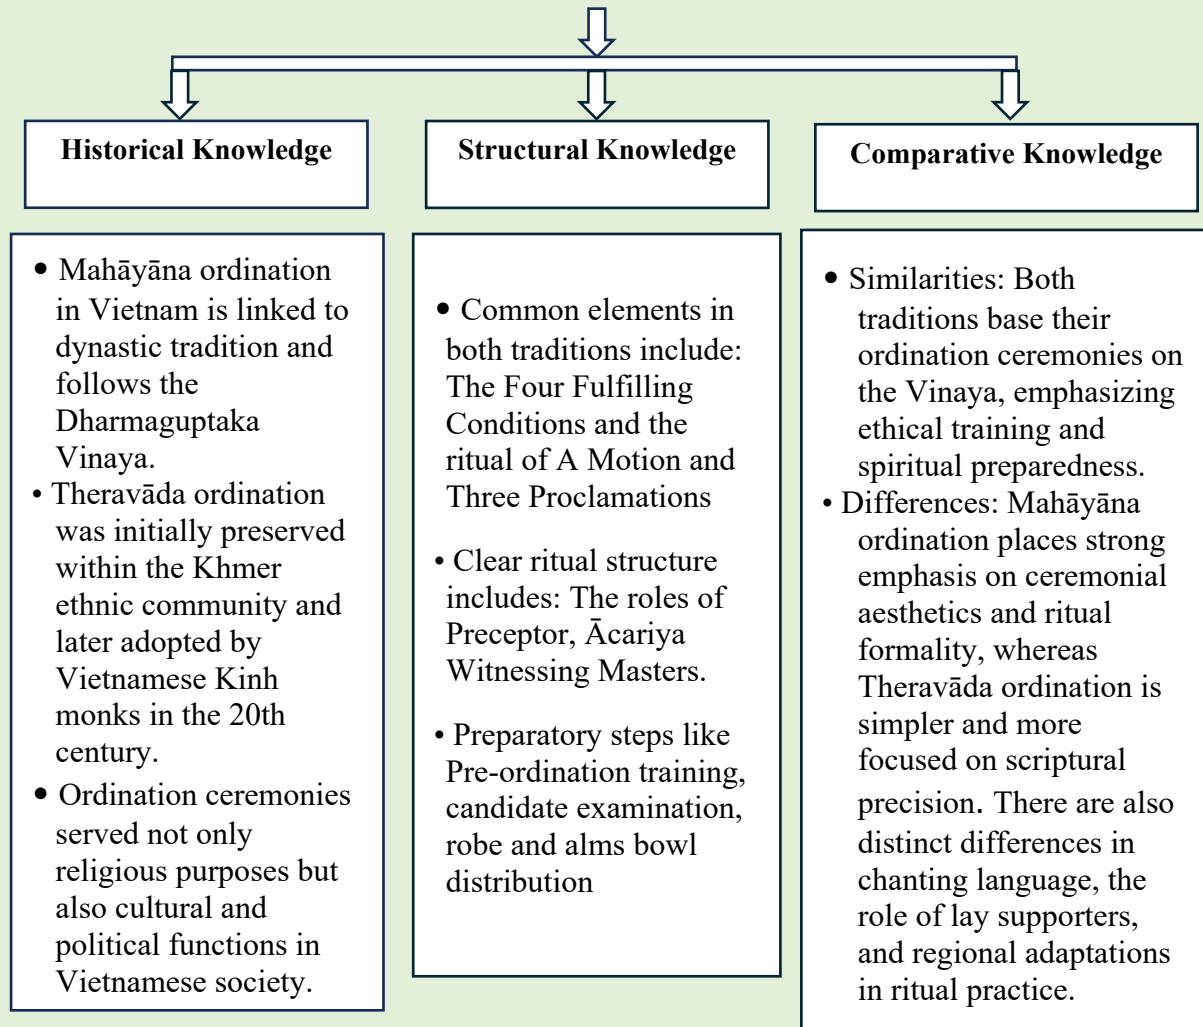 Historical Knowledge
Structural Knowledge
Comparative Knowledge
• Mahāyāna ordination
in Vietnam is linked to
dynastic tradition and
follows the
Dharmaguptaka
Vinaya.
• Theravāda ordination
was initially preserved
within the Khmer
ethnic community and
later adopted by
Vietnamese Kinh
monks in the 20th
century.
• Ordination ceremonies
served not only
religious purposes but
also cultural and
political functions in
Vietnamese society.
• Common elements in
both traditions include:
The Four Fulfilling
Conditions and the
ritual of A Motion and
Three Proclamations
• Clear ritual structure
includes: The roles of
Preceptor, Ācariya
Witnessing Masters.
• Preparatory steps like
Pre-ordination training,
candidate examination,
robe and alms bowl
distribution
• Similarities: Both
traditions base their
ordination ceremonies on
the Vinaya, emphasizing
ethical training and
spiritual preparedness.
• Differences: Mahāyāna
ordination places strong
emphasis on ceremonial
aesthetics and ritual
formality, whereas
Theravāda ordination is
simpler and more
focused on scriptural
precision. There are also
distinct differences in
chanting language, the
role of lay supporters,
and regional adaptations
in ritual practice.